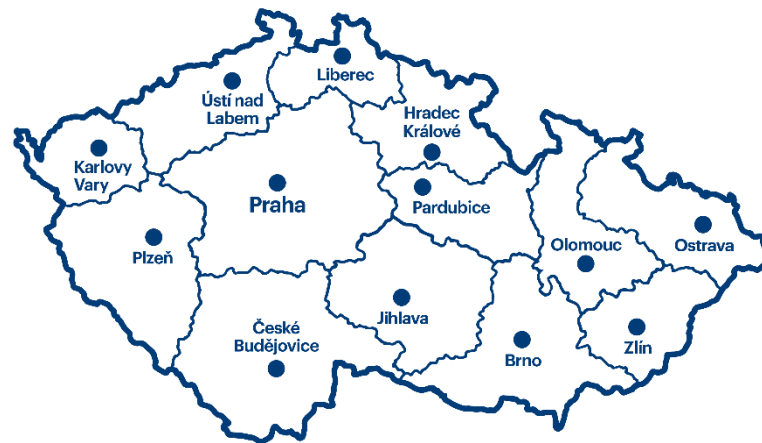 Liberec
Ústí nad
Labem
Hradec
Králové
Karlovy
Vary
Praha
Pardubice
Plzeň
Olomouc
Ostrava
České
Budějovice
Jihlava
Brno
Zlín